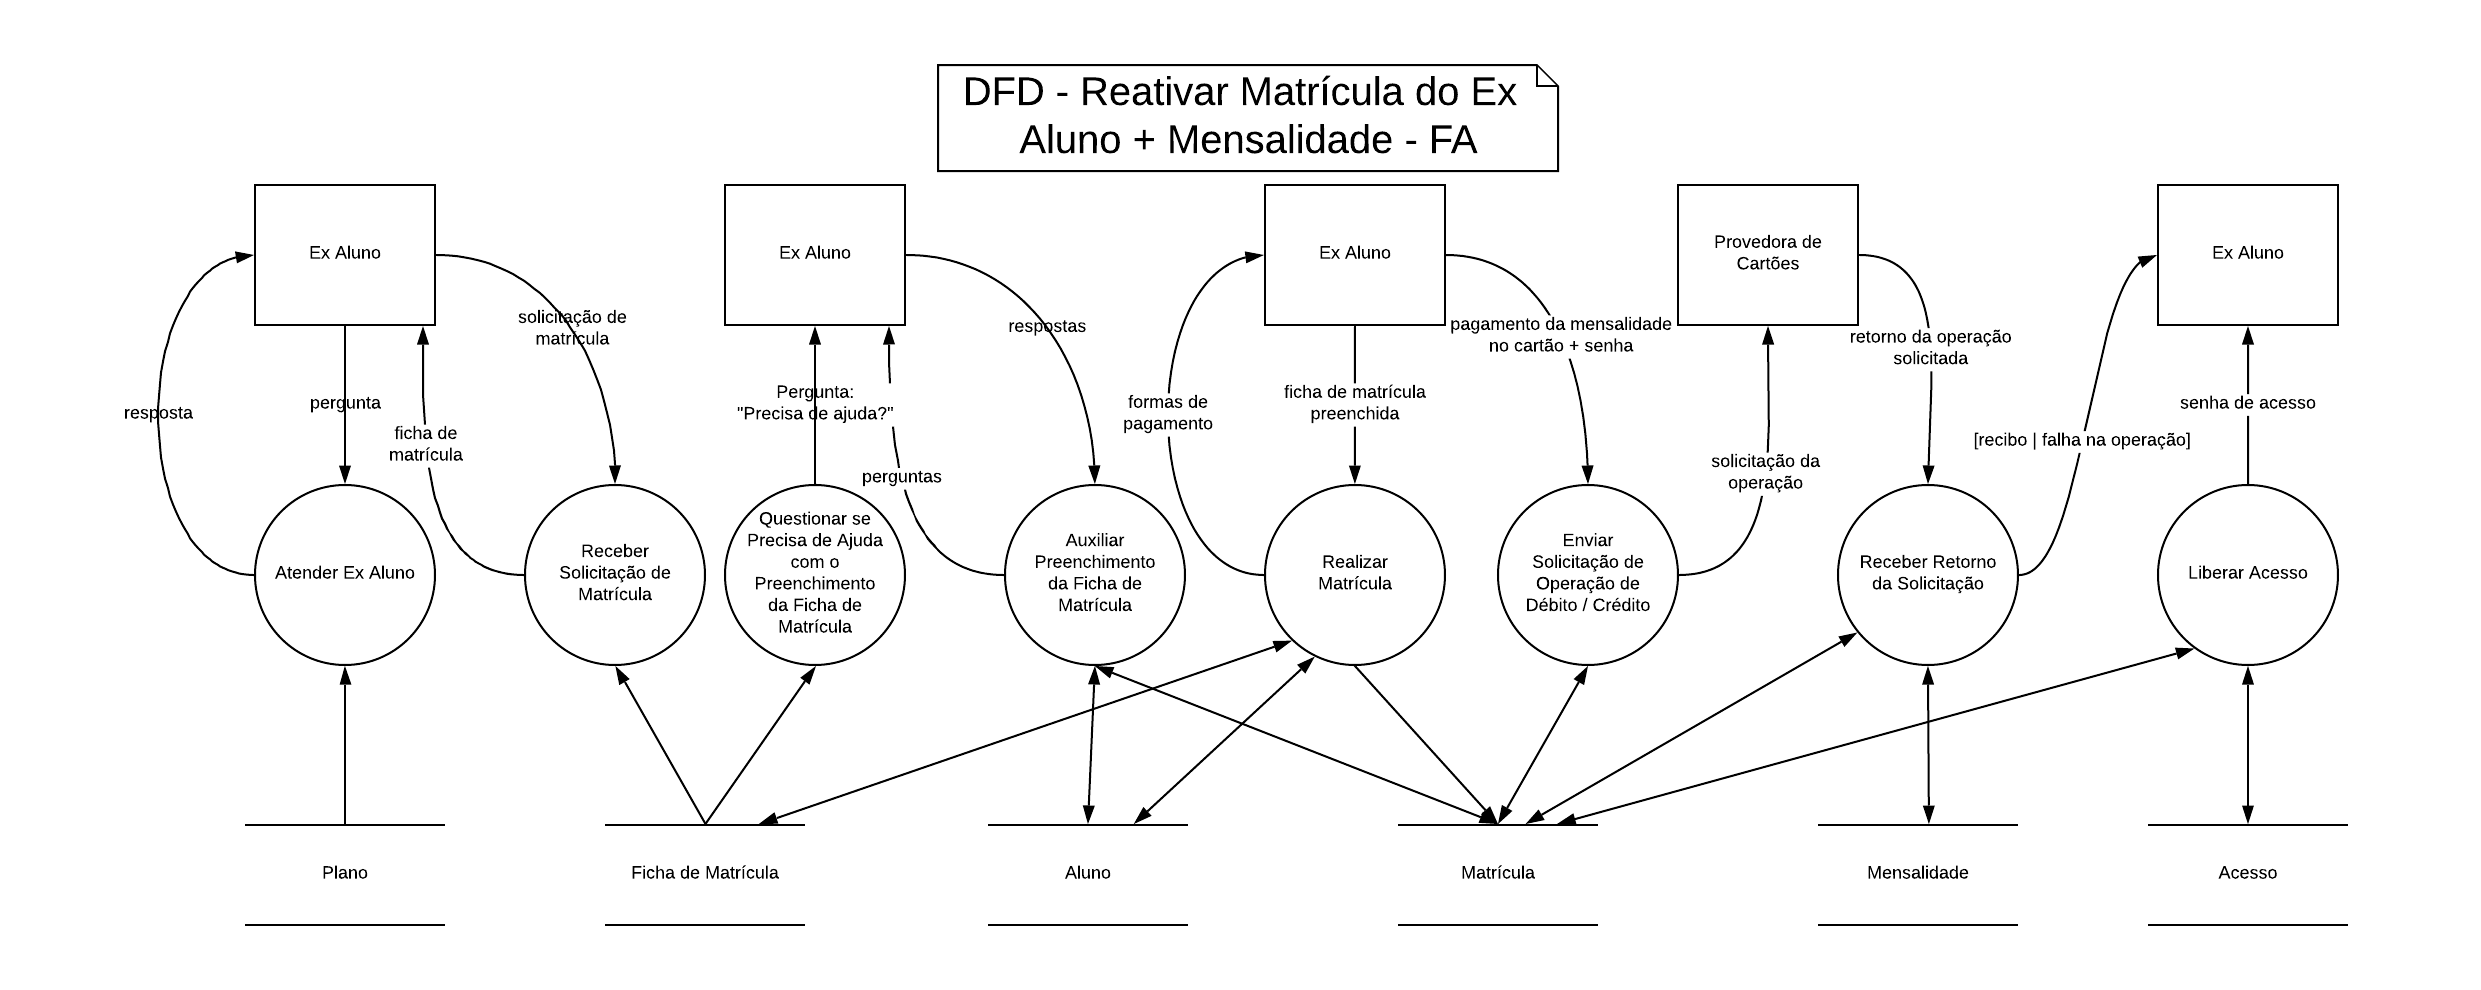 DFD - Reativar Matrícula do Ex
Aluno + Mensalidade - FA
Ex Aluno
Ex Aluno
Ex Aluno
Provedora de
Cartões
Ex Aluno
resposta
pergunta
ficha de
matrícula
solicitação de
matrícula
Pergunta:
"Precisa de ajuda?"
perguntas
respostas
formas de
pagamento
ficha de matrícula
preenchida
pagamento da mensalidade
no cartão + senha
solicitação da
operação
retorno da operação
solicitada
[recibo | falha na operação]
senha de acesso
Atender Ex Aluno
Receber
Solicitação de
Matrícula
Questionar se
Precisa de Ajuda
com o
Preenchimento
da Ficha de
Matrícula
Auxiliar
Preenchimento
da Ficha de
Matrícula
Realizar
Matrícula
Enviar
Solicitação de
Operação de
Débito / Crédito
Receber Retorno
da Solicitação
Liberar Acesso
Plano
Ficha de Matrícula
Aluno
Matrícula
Mensalidade
Acesso